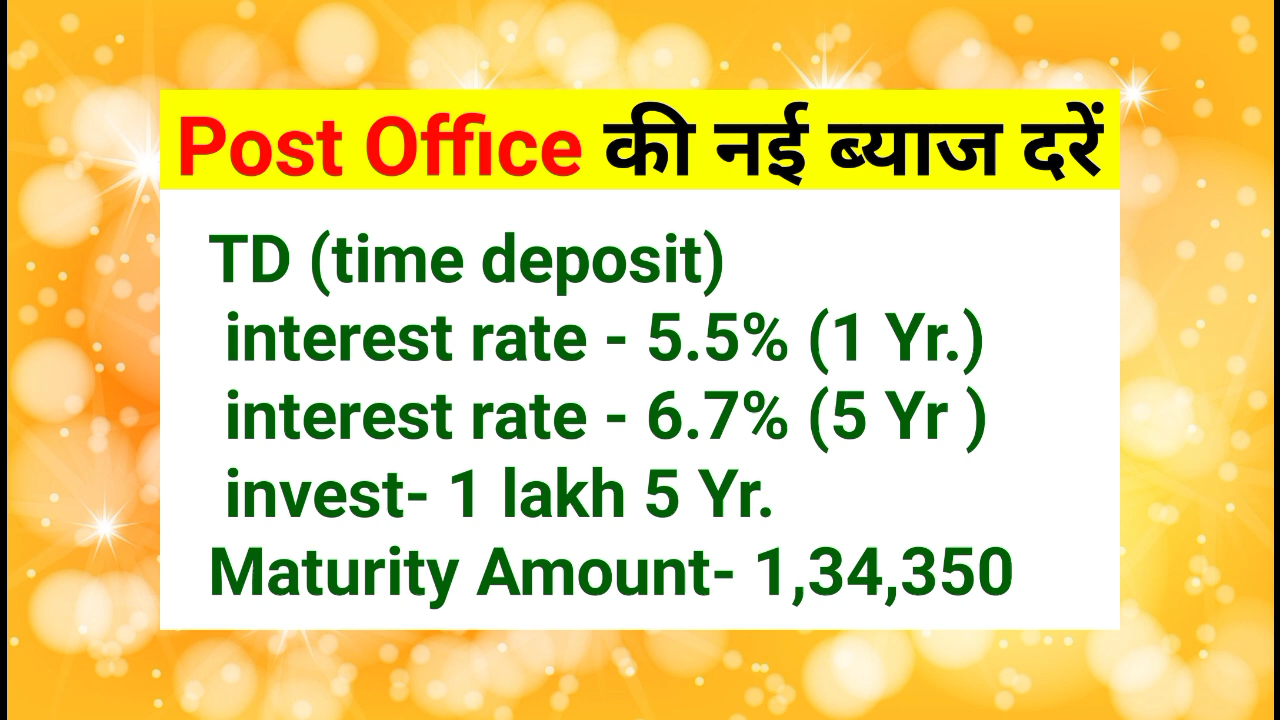 Post Office की नई ब्याज दरें
TD (time deposit)
interest rate - 5.5% (1 Yr.)
interest rate - 6.7% (5 Yr )
invest- 1 lakh 5 Yr.
Maturity Amount- 1,34,350